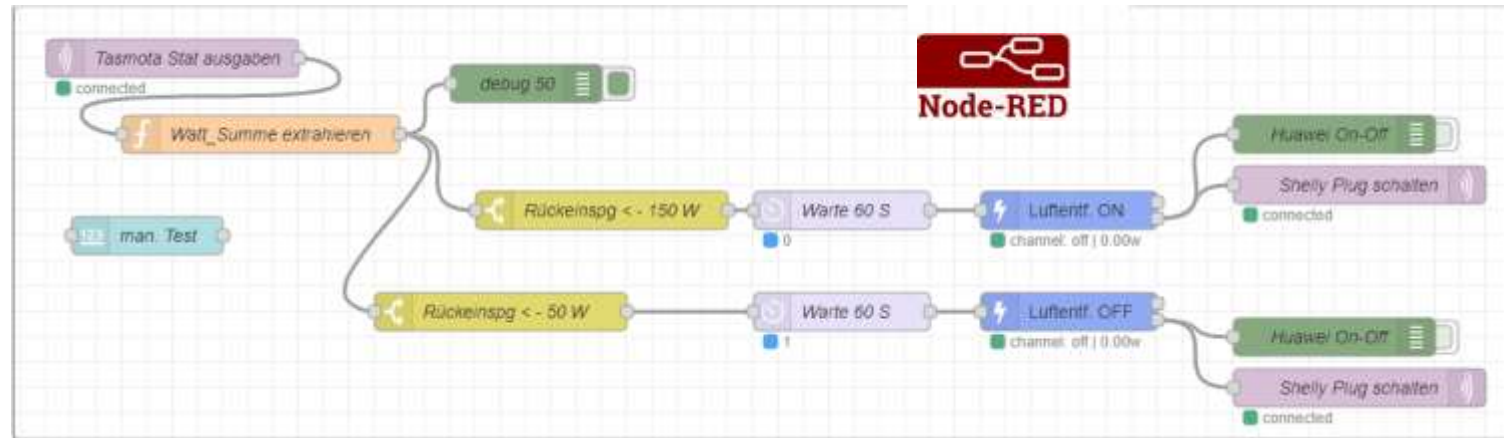 Tasmota Stat ausgaben
connected
debug 50
Node-RED
f Watt_Summe extrahieren
Huawei On-Off
Rückeinspg < - 150 W
Warte 60 S
Luftentf. ON
Shelly Plug schalten
0
channel: off | 0.00w
connected
123 man. Test
Rückeinspg < - 50 W
Warte 60 S
Luftentf. OFF
1
channel: off | 0.00w
Huawei On-Off
Shelly Plug schalten
connected